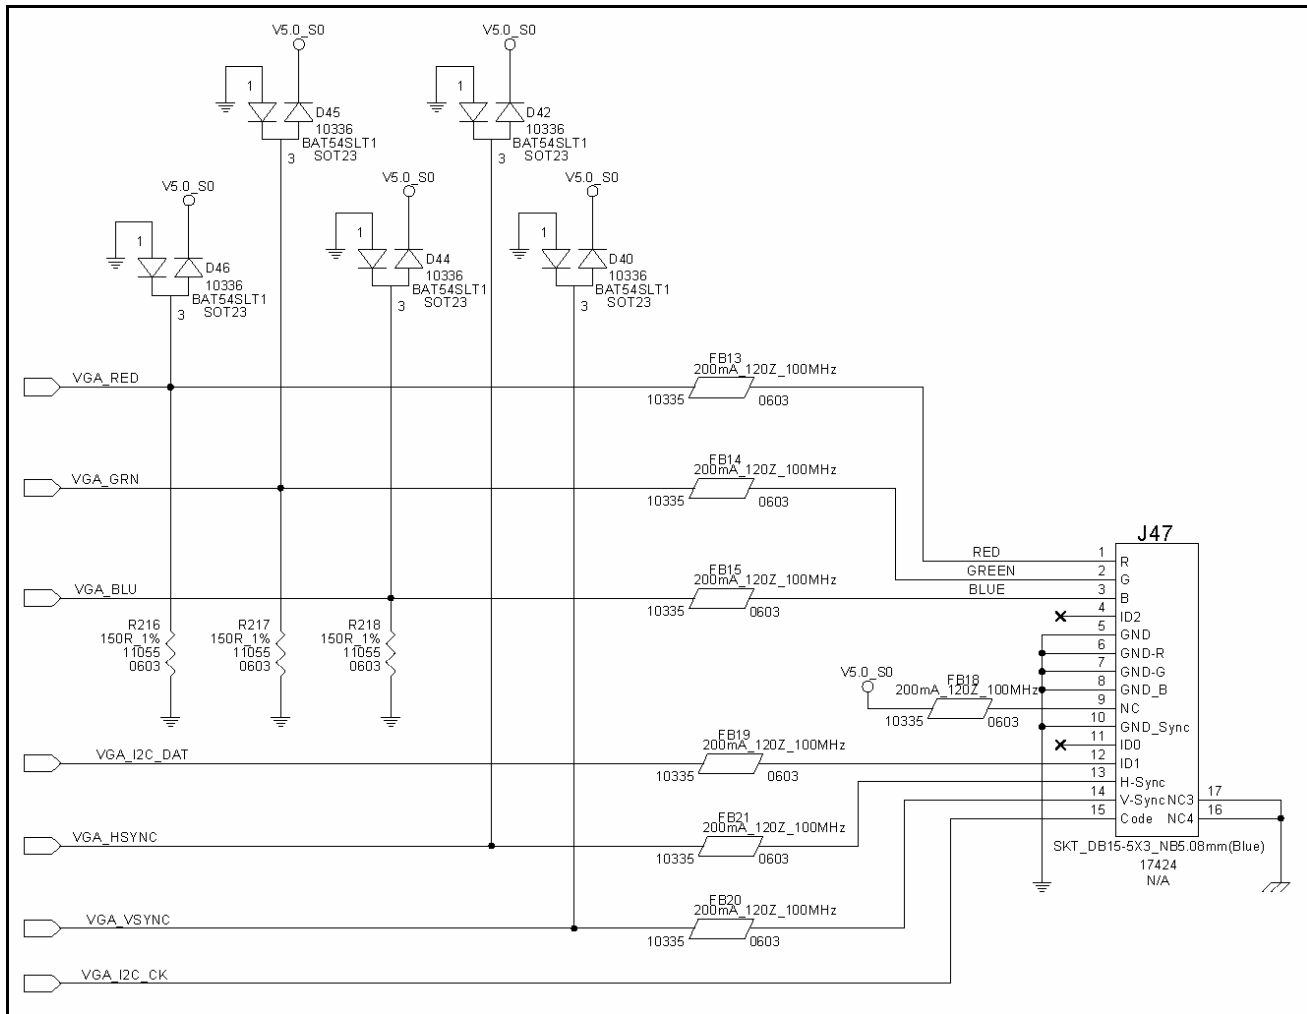 V5.0_S0
V5.0_S0
1
D45
10336
BAT54SLT1
SOT23
3
1
D42
10336
BAT54SLT1
SOT23
3
V5.0_S0
V5.0_S0
V5.0_S0
1
D46
10336
BAT54SLT1
SOT23
3
1
D44
10336
BAT54SLT1
SOT23
3
1
D40
10336
BAT54SLT1
SOT23
3
VGA_RED
FB13
200mA_120Z_100MHz
10335
0603
VGA_GRN
FB14
200mA_120Z_100MHz
10335
0603
VGA_BLU
FB15
200mA_120Z_100MHz
10335
0603
R216
150R_1%
11055
0603
R217
150R_1%
11055
0603
R218
150R_1%
11055
0603
J47
RED
1
R
GREEN
2
G
BLUE
3
B
4
ID2
5
GND
6
GND-R
7
GND-G
8
GND_B
9
NC
10
GND_Sync
11
ID0
12
ID1
13
H-Sync
14
V-Sync
NC3
17
15
Code
NC4
16
SKT_DB15-5X3_NB5.08mm(Blue)
17424
N/A
V5.0_S0
FB18
200mA_120Z_100MHz
10335
0603
VGA_I2C_DAT
FB19
200mA_120Z_100MHz
10335
0603
VGA_HSYNC
FB21
200mA_120Z_100MHz
10335
0603
VGA_VSYNC
FB20
200mA_120Z_100MHz
10335
0603
VGA_I2C_CK